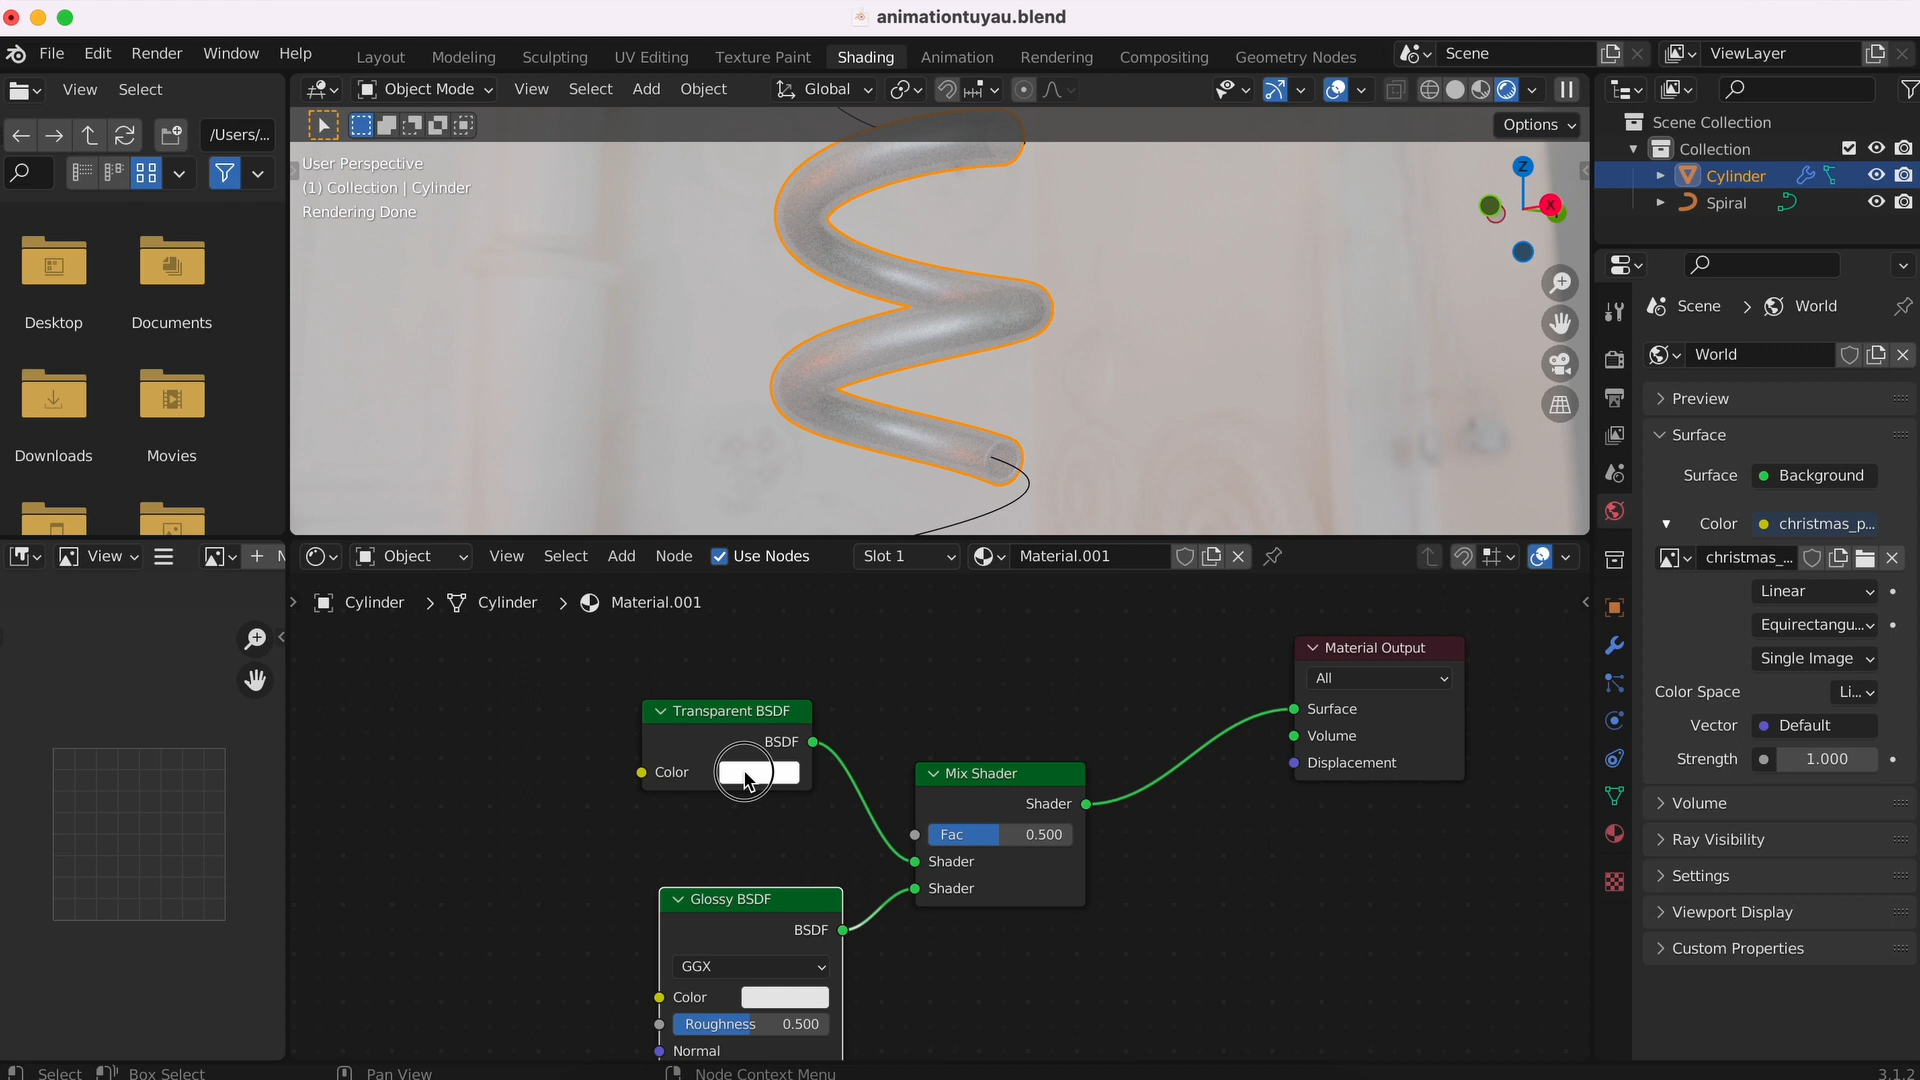 animationtuyau.blend
File Edit Render Window Help
Layout Modeling Sculpting UV Editing Texture Paint Shading Animation Rendering Compositing Geometry Nodes
Scene
ViewLayer
View Select
Object Mode View Select Add Object Global
/Users/...
Options
User Perspective
(1) Collection | Cylinder
Rendering Done
Z
X
Scene Collection
Collection
Cylinder
Spiral
Desktop Documents
Downloads Movies
Scene World
World
Preview
Surface
Surface Background
Color christmas_p...
christmas_...
Linear
Equirectangu...
Single Image
Color Space Li...
Vector Default
Strength 1.000
Volume
Ray Visibility
Settings
Viewport Display
Custom Properties
View
Object View Select Add Node Use Nodes Slot 1 Material.001
Cylinder Cylinder Material.001
Material Output
All
Surface
Volume
Displacement
Transparent BSDF
BSDF
Color
Mix Shader
Shader
Fac 0.500
Shader
Shader
Glossy BSDF
BSDF
GGX
Color
Roughness 0.500
Normal
Select Box Select Pan View Node Context Menu 3.1.2